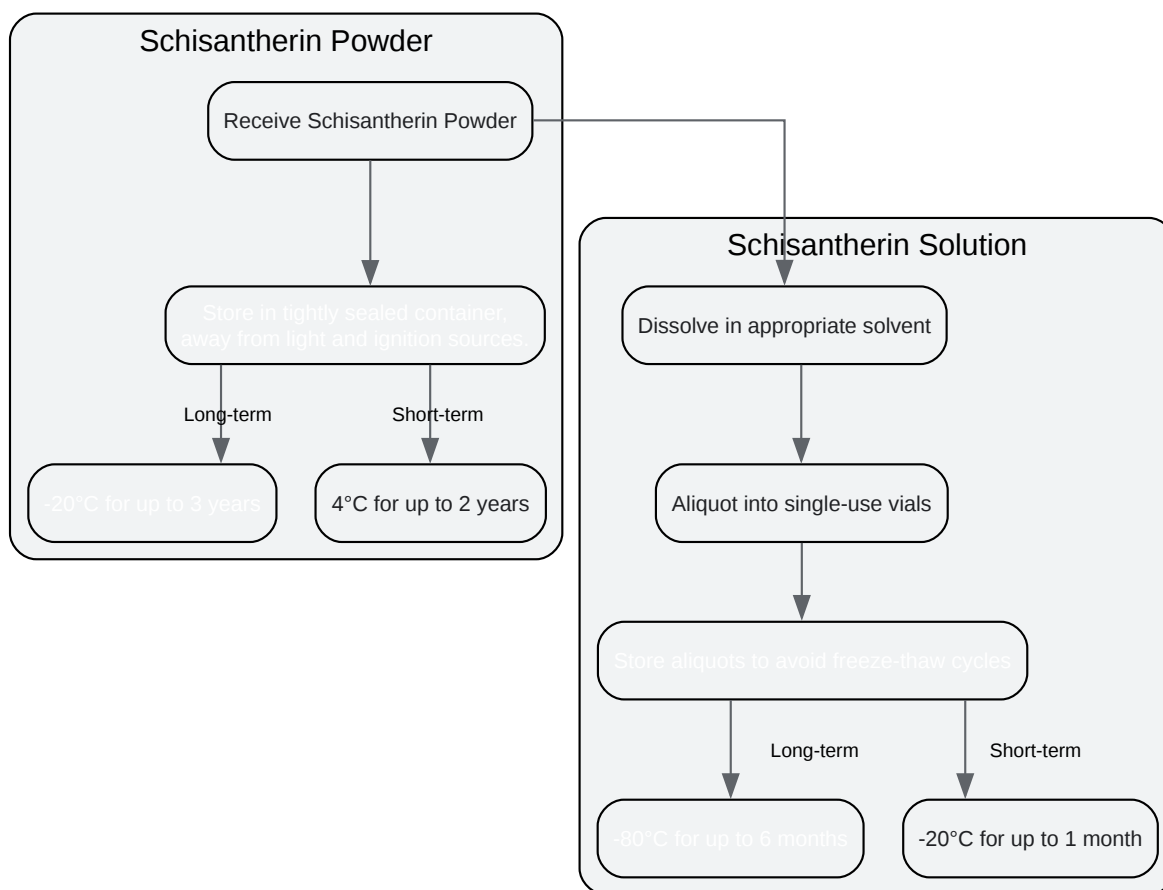 Schisantherin Powder
Receive Schisantherin Powder
Store in tightly sealed container,
away from light and ignition sources.
Long-term
Short-term
-20°C for up to 3 years
4°C for up to 2 years
Schisantherin Solution
Dissolve in appropriate solvent
Aliquot into single-use vials
Store aliquots to avoid freeze-thaw cycles
Long-term
Short-term
-80°C for up to 6 months
-20°C for up to 1 month